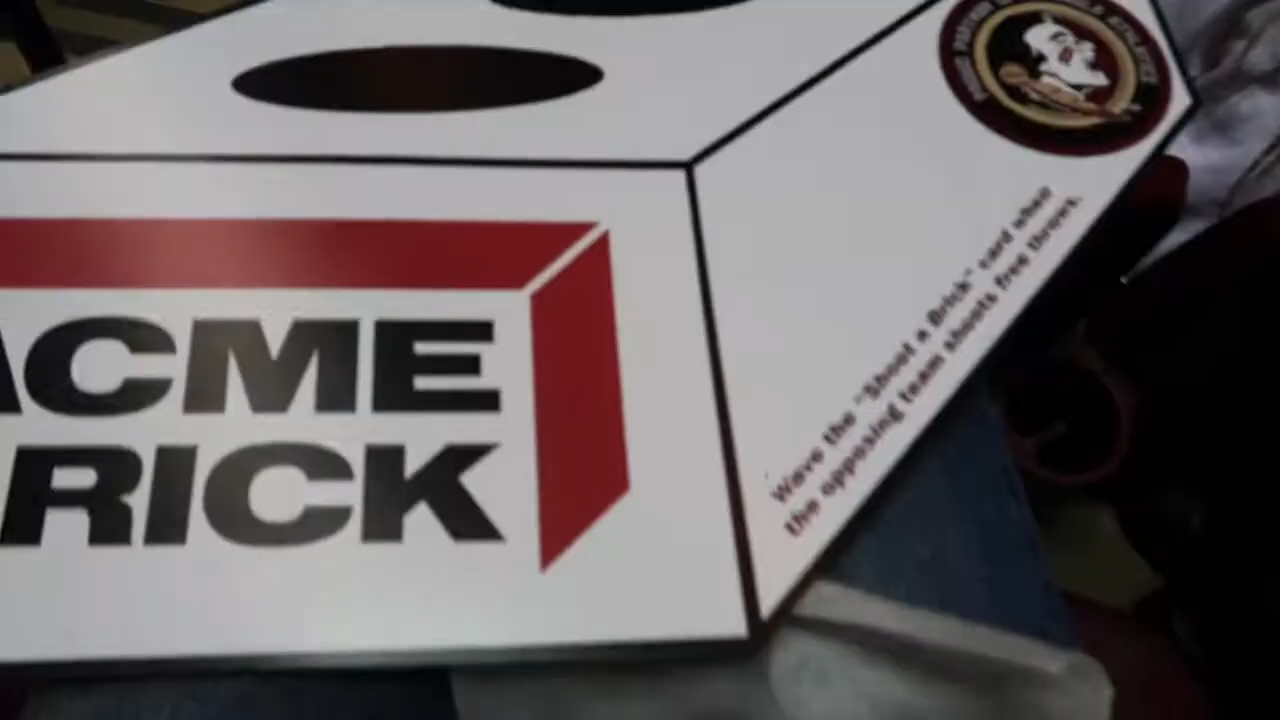 ACME
RICK
Wave the "Shoot a Brick" card when
the opposing team shoots free throws.